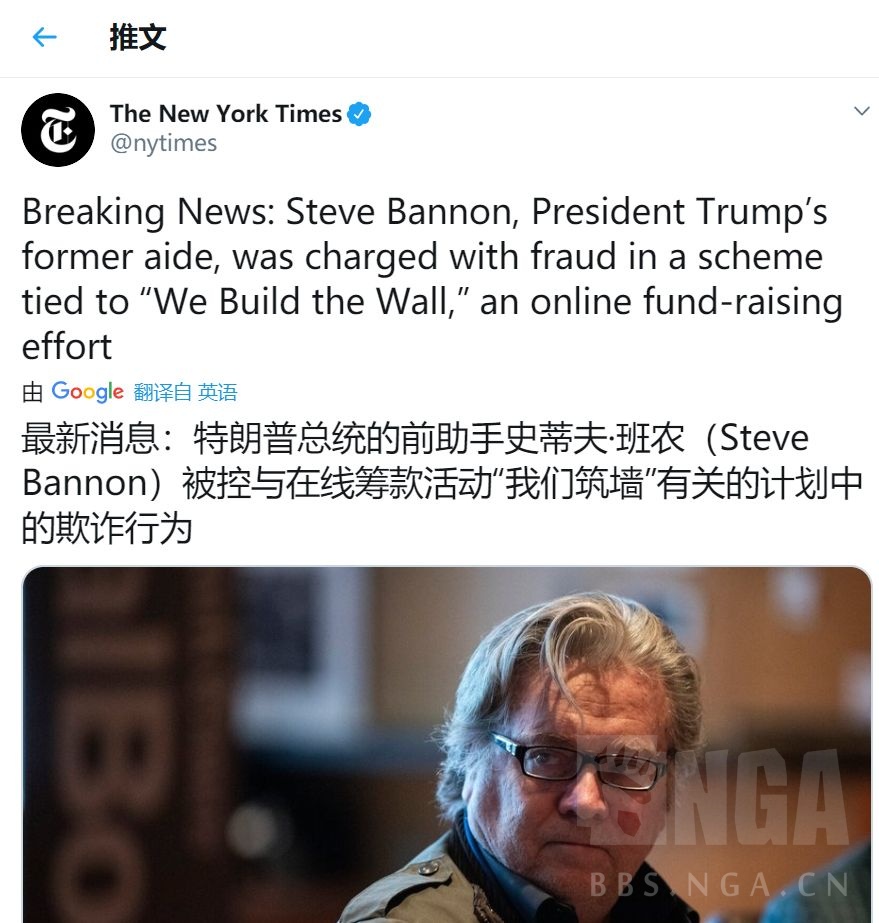 推文
The New York Times
@nytimes
Breaking News: Steve Bannon, President Trump’s
former aide, was charged with fraud in a scheme
tied to “We Build the Wall,” an online fund-raising
effort
由 Google 翻译自 英语
最新消息：特朗普总统的前助手史蒂夫·班农（Steve
Bannon）被控与在线筹款活动“我们筑墙”有关的计划中
的欺诈行为
NGA
BBS.NGA.CN